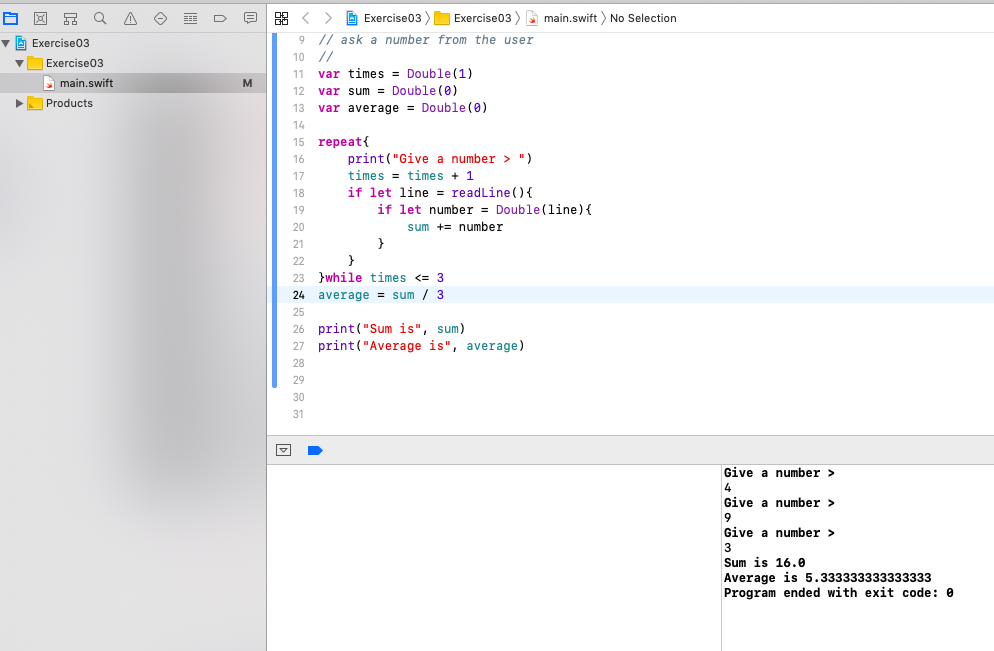 Exercise03 Exercise03 main.swift No Selection
Exercise03
Exercise03
main.swift M
Products
9 // ask a number from the user
10 //
11 var times = Double(1)
12 var sum = Double(0)
13 var average = Double(0)
14
15 repeat{
16 print("Give a number > ")
17 times = times + 1
18 if let line = readLine(){
19 if let number = Double(line){
20 sum += number
21 }
22 }
23 }while times <= 3
24 average = sum / 3
25
26 print("Sum is", sum)
27 print("Average is", average)
28
29
30
31
Give a number >
4
Give a number >
9
Give a number >
3
Sum is 16.0
Average is 5.333333333333333
Program ended with exit code: 0